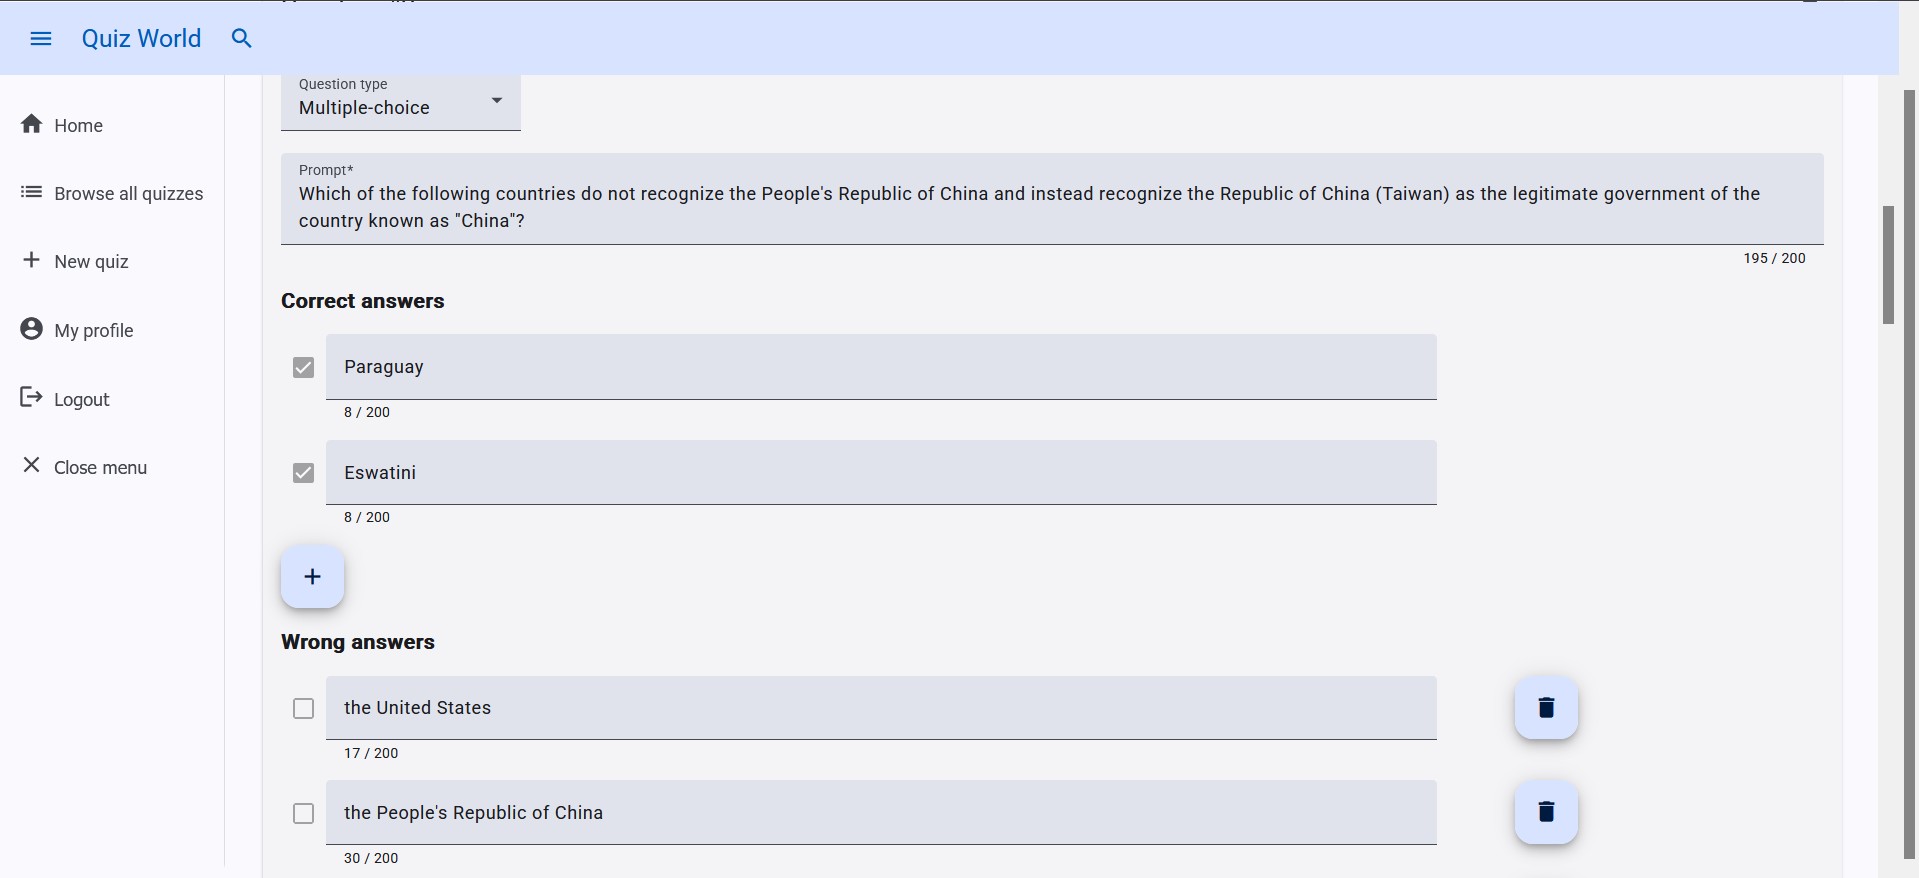 Quiz World
Home
Browse all quizzes
New quiz
My profile
Logout
Close menu
Question type
Multiple-choice
Prompt*
Which of the following countries do not recognize the People's Republic of China and instead recognize the Republic of China (Taiwan) as the legitimate government of the
country known as "China"?
195 / 200
Correct answers
Paraguay
8 / 200
Eswatini
8 / 200
Wrong answers
the United States
17 / 200
the People's Republic of China
30 / 200